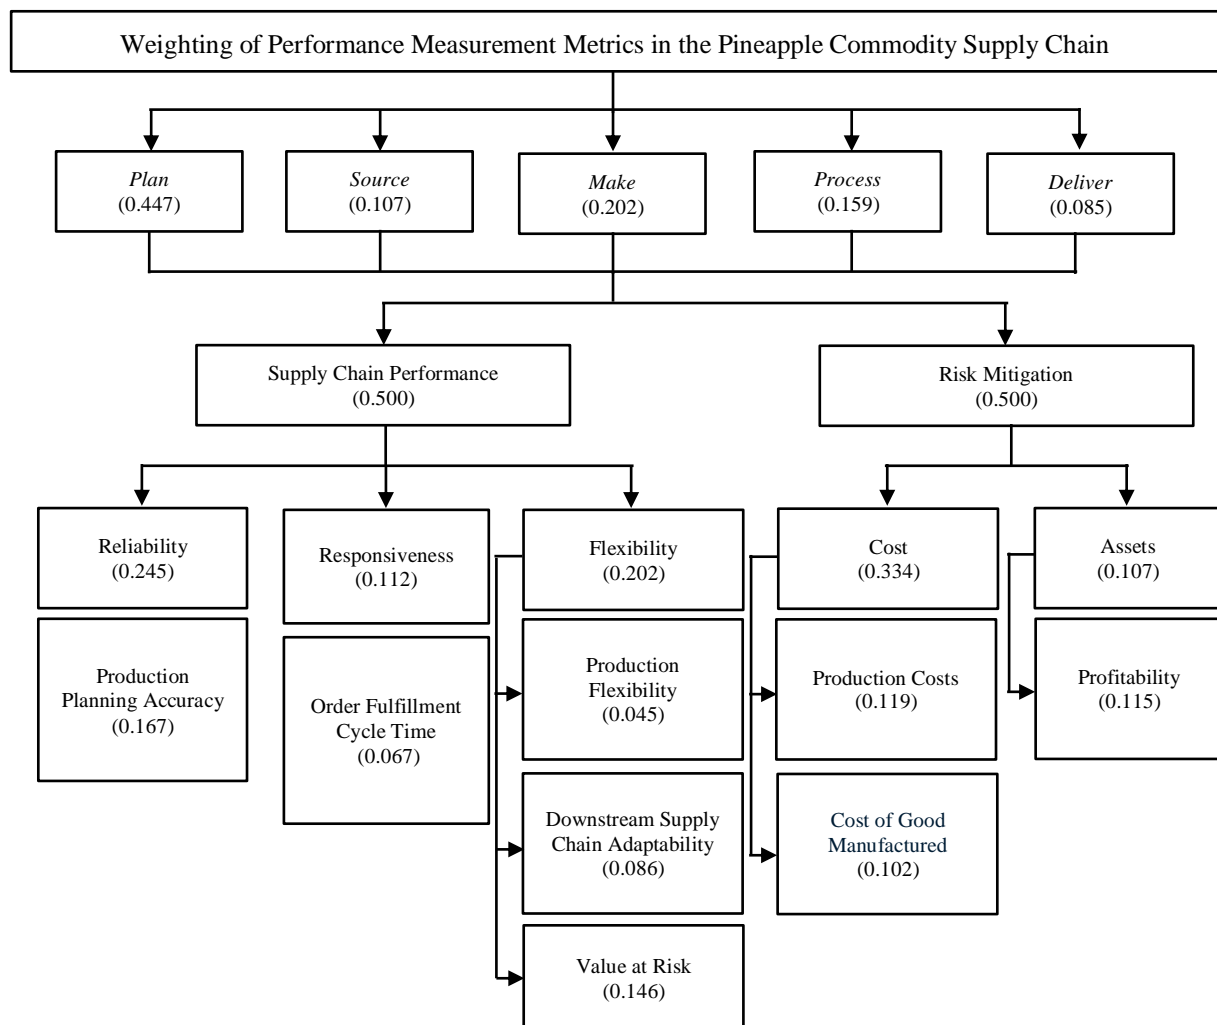 Weighting of Performance Measurement Metrics in the Pineapple Commodity Supply Chain
Plan
(0.447)
Source
(0.107)
Make
(0.202)
Process
(0.159)
Deliver
(0.085)
Supply Chain Performance
(0.500)
Risk Mitigation
(0.500)
Reliability
(0.245)
Responsiveness
(0.112)
Flexibility
(0.202)
Cost
(0.334)
Assets
(0.107)
Production
Planning Accuracy
(0.167)
Order Fulfillment
Cycle Time
(0.067)
Production
Flexibility
(0.045)
Production Costs
(0.119)
Profitability
(0.115)
Downstream Supply
Chain Adaptability
(0.086)
Cost of Good
Manufactured
(0.102)
Value at Risk
(0.146)